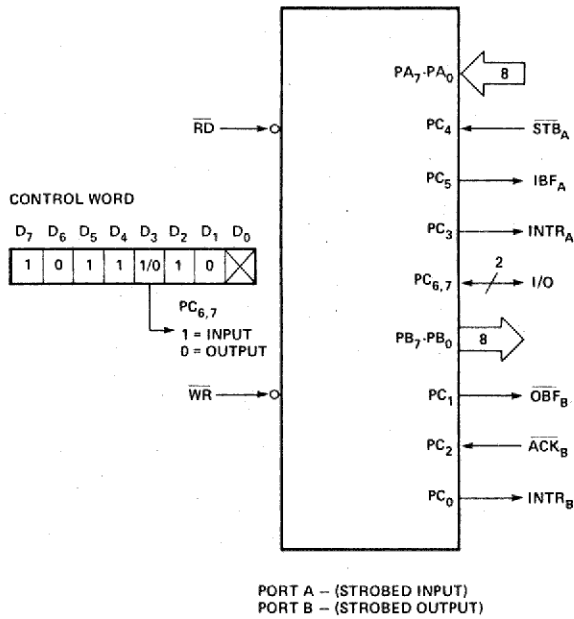 PA7-PA0 8
RD
PC4 STBA
PC5 IBFA
CONTROL WORD
PC3 INTRA
D7 D6 D5 D4 D3 D2 D1 D0
1 0 1 1 1/0 1 0
2
PC6,7 I/O
PC6,7
1 = INPUT
0 = OUTPUT
PB7-PB0 8
WR
PC1 OBFB
PC2 ACKB
PC0 INTRB
PORT A – (STROBED INPUT)
PORT B – (STROBED OUTPUT)